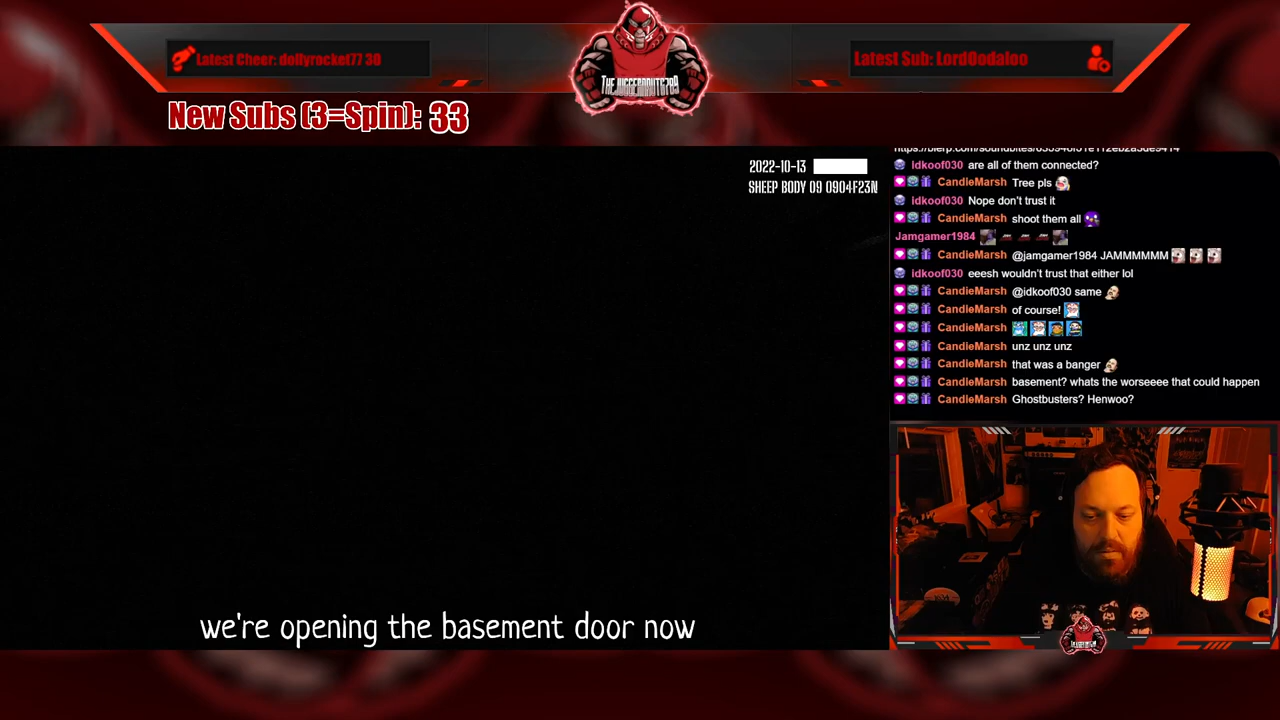 Latest Cheer: dollyrocket77 30
THEJUGGERNAUT6789
Latest Sub: LordOodaloo
New Subs (3=Spin): 33
2022-10-13
SHEEP BODY 09 0904F23N
idkoof030 are all of them connected?
CandieMarsh Tree pls
idkoof030 Nope don't trust it
CandieMarsh shoot them all
Jamgamer1984
CandieMarsh @jamgamer1984 JAMMMMMM
idkoof030 eeesh wouldn't trust that either lol
CandieMarsh @idkoof030 same
CandieMarsh of course!
CandieMarsh
CandieMarsh unz unz unz
CandieMarsh that was a banger
CandieMarsh basement? whats the worseeee that could happen
CandieMarsh Ghostbusters? Henwoo?
we're opening the basement door now